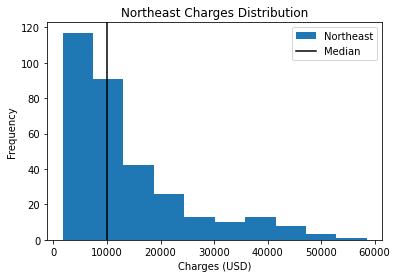 Northeast Charges Distribution
Northeast
Median
120
100
80
60
40
20
0
Frequency
0 10000 20000 30000 40000 50000 60000
Charges (USD)